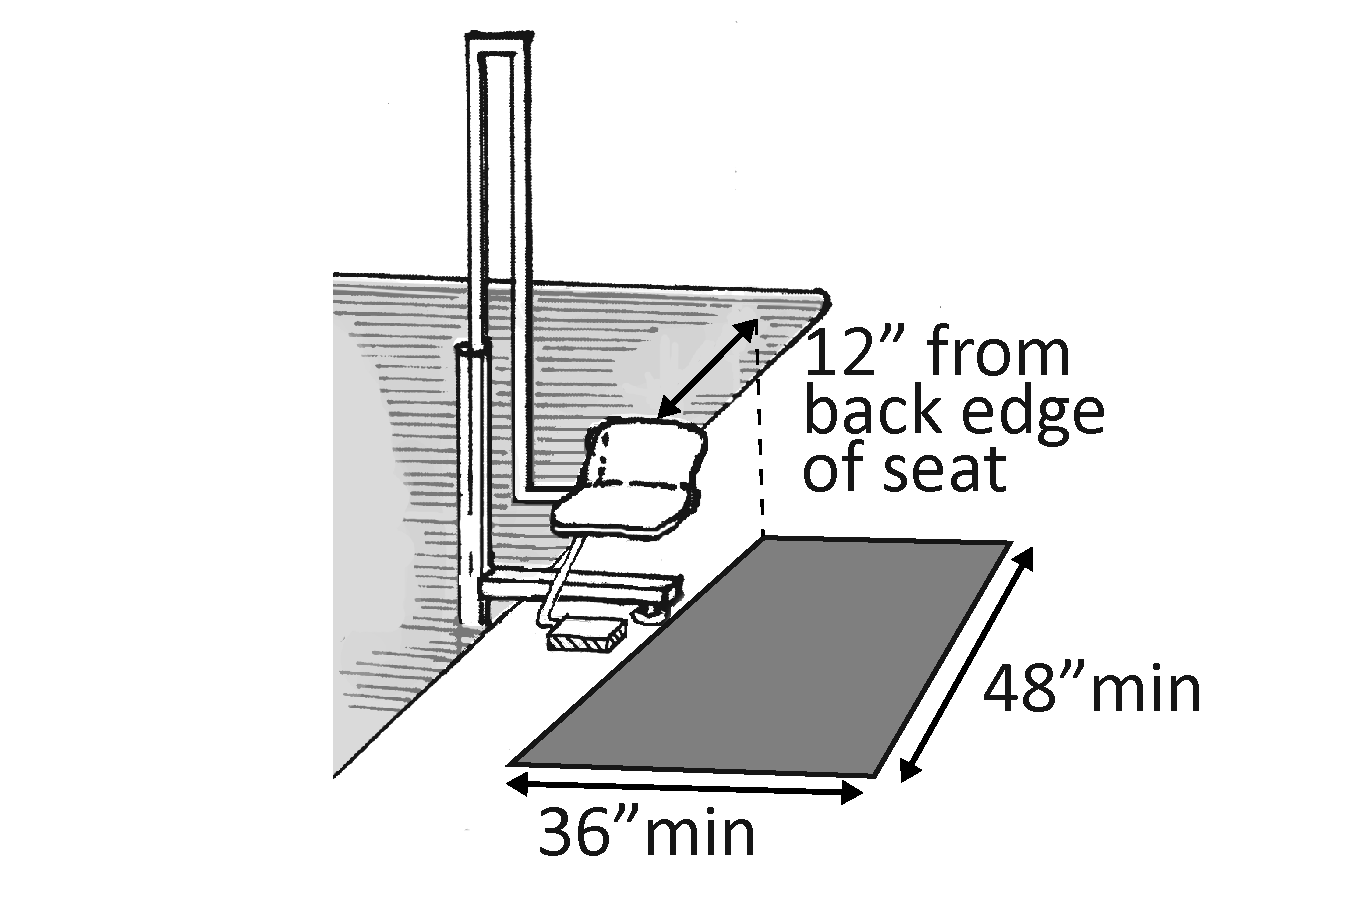 12” from
back edge
of seat
48”min
36”min